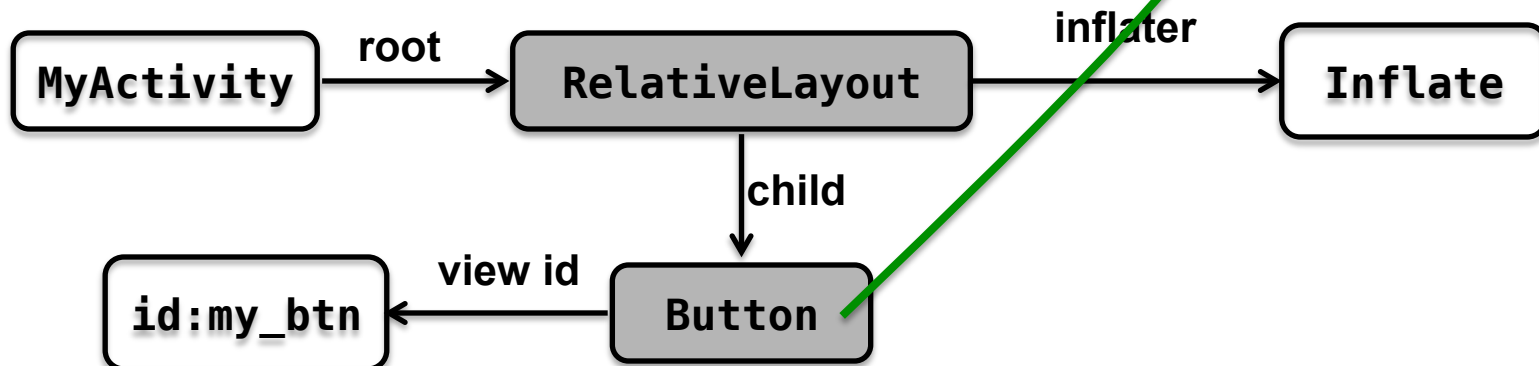 root
inflater
MyActivity
RelativeLayout
Inflate
child
view id
id:my_btn
Button